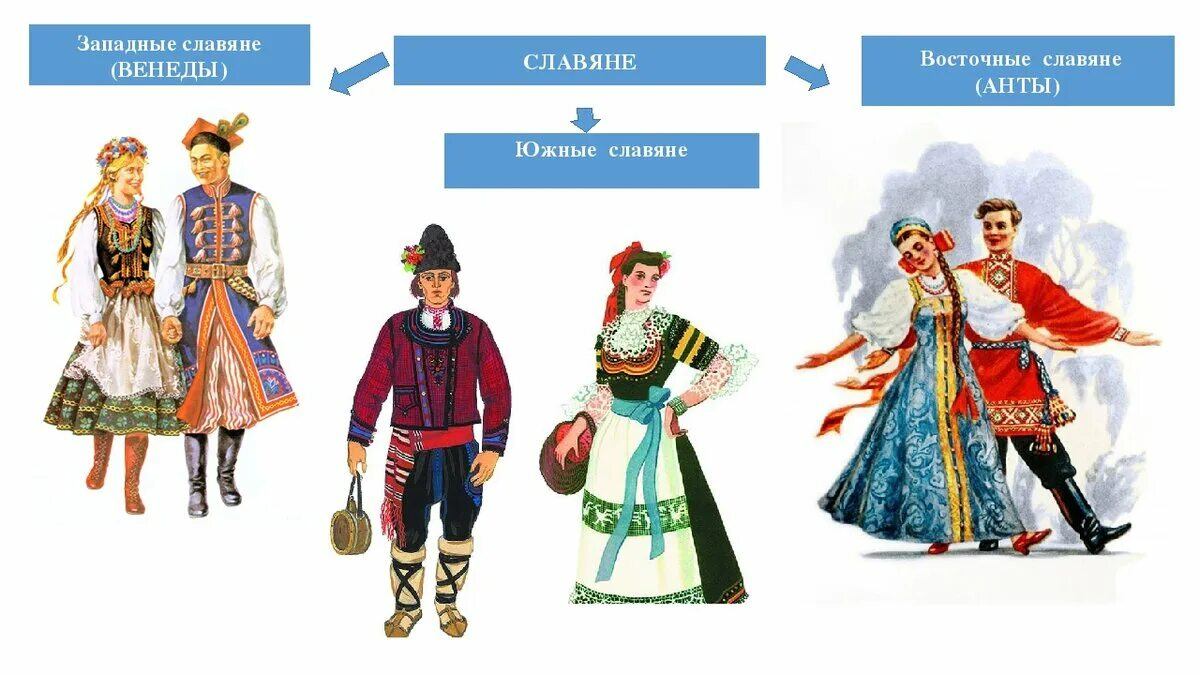 Западные славяне
(ВЕНЕДЫ)
СЛАВЯНЕ
Восточные славяне
(АНТЫ)
Южные славяне